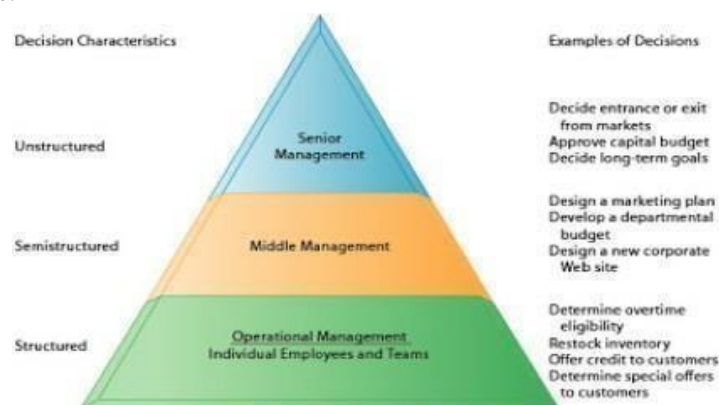 Decision Characteristics
Examples of Decisions
Unstructured
Senior
Management
Decide entrance or exit
from markets
Approve capital budget
Decide long-term goals
Semistructured
Middle Management
Design a marketing plan
Develop a departmental
budget
Design a new corporate
Web site
Structured
Operational Management
Individual Employees and Teams
Determine overtime
eligibility
Restock inventory
Offer credit to customers
Determine special offers
to customers